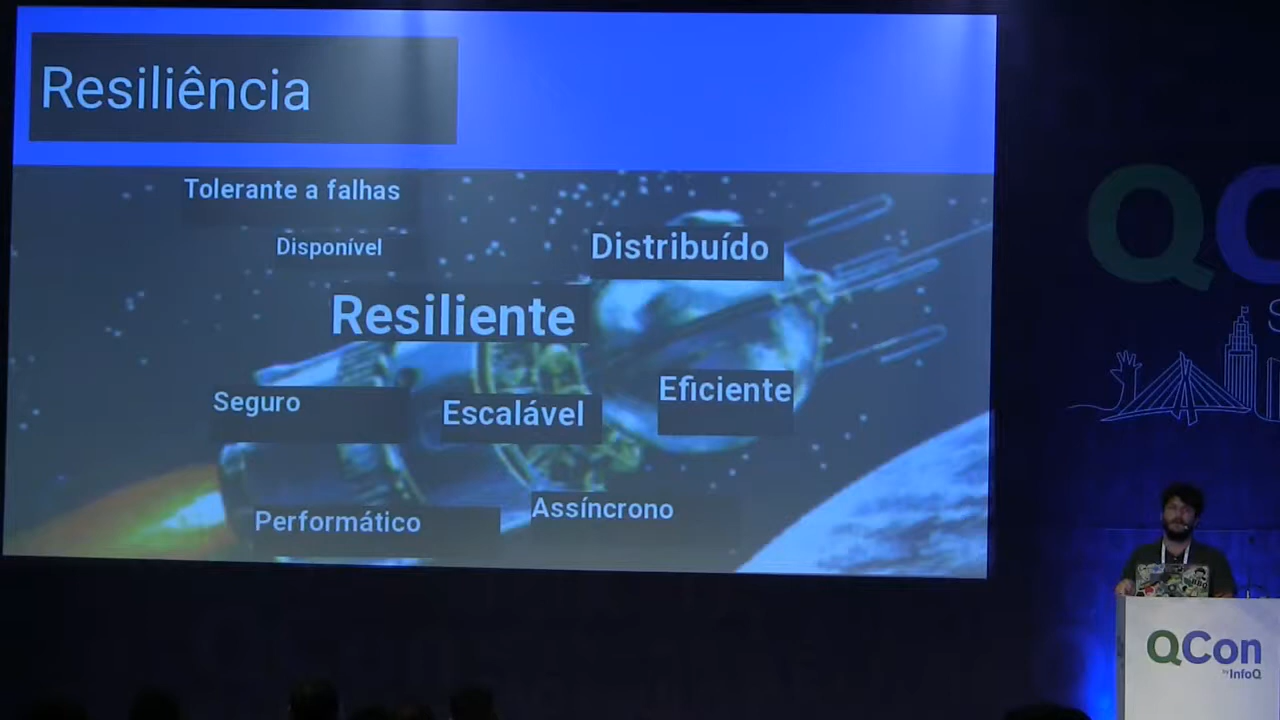 Resiliência
Tolerante a falhas
Disponível
Distribuído
Resiliente
Eficiente
Seguro
Escalável
Assíncrono
Performático
QCon
by InfoQ